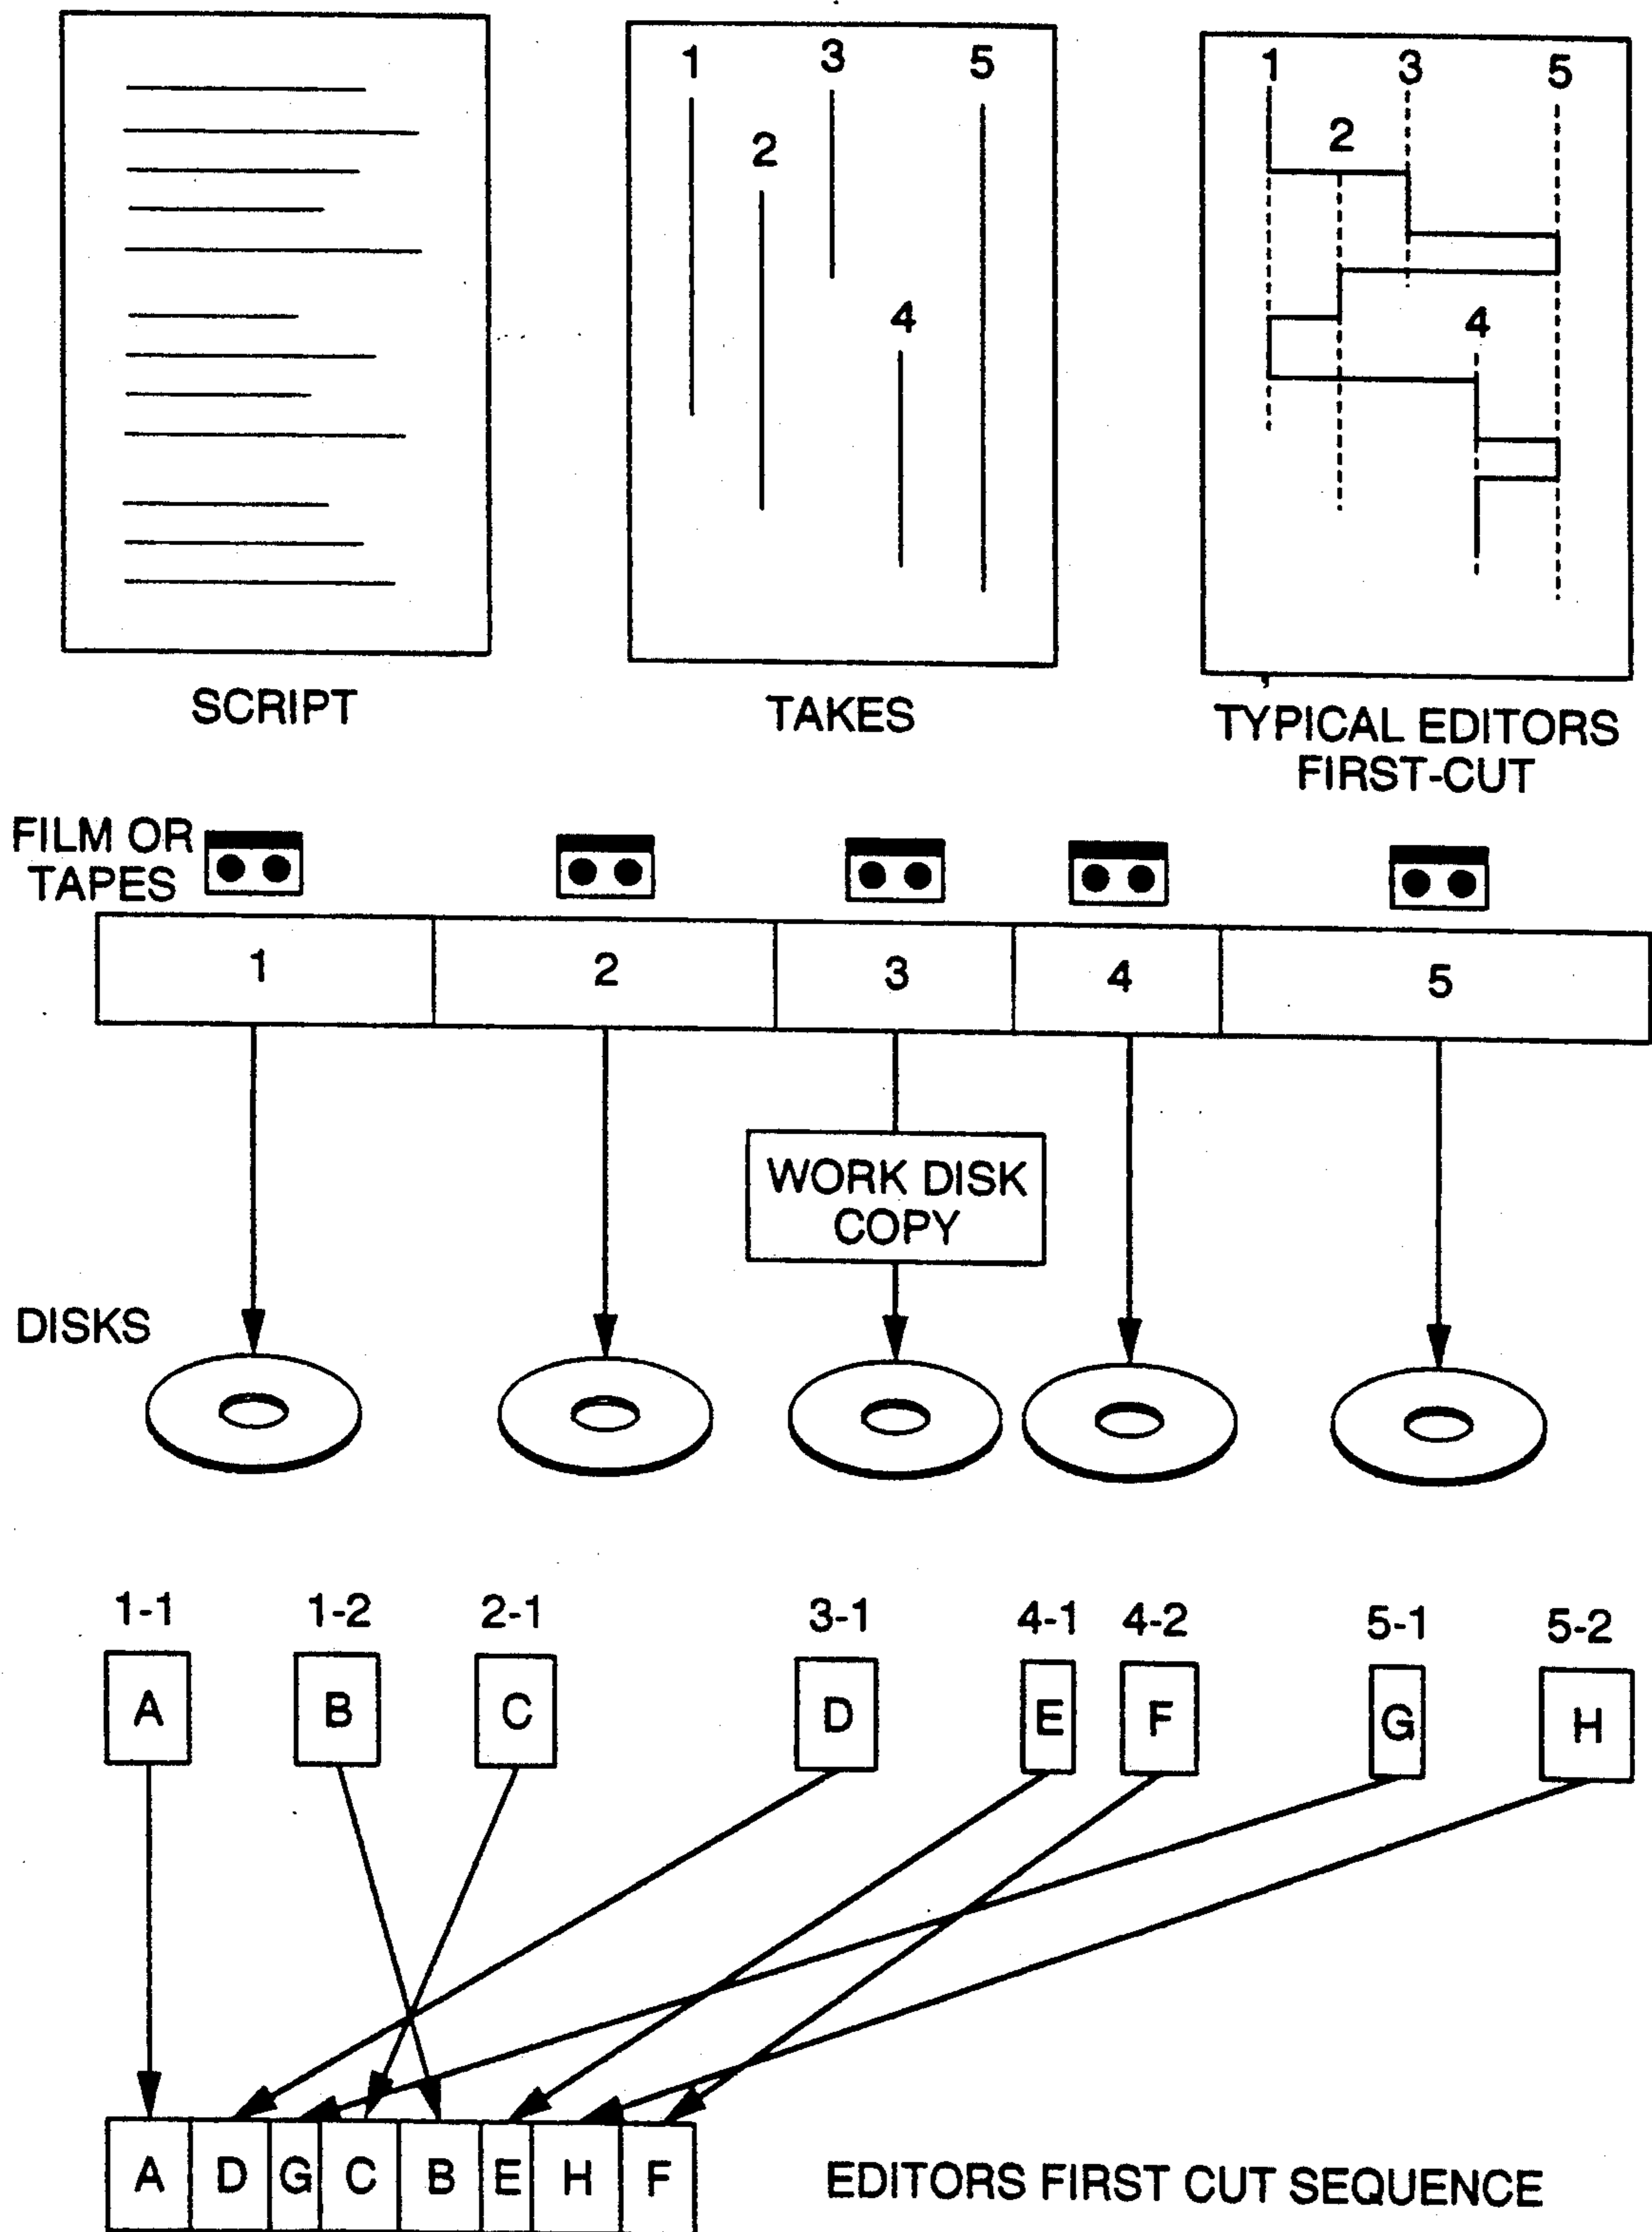 1 3 5
2
4
1 3 5
2
4
SCRIPT
TAKES
TYPICAL EDITORS
FIRST-CUT
FILM OR
TAPES
1 2 3 4 5
WORK DISK
COPY
DISKS
1-1 1-2 2-1 3-1 4-1 4-2 5-1 5-2
A B C D E F G H
A D G C B E H F
EDITORS FIRST CUT SEQUENCE